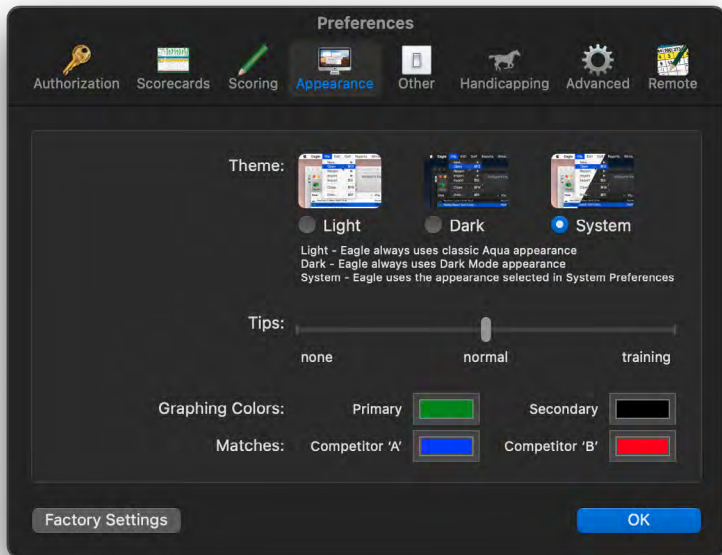 Preferences
Authorization Scorecards Scoring Appearance Other Handicapping Advanced Remote
Theme:
Light Dark System
Light - Eagle always uses classic Aqua appearance
Dark - Eagle always uses Dark Mode appearance
System - Eagle uses the appearance selected in System Preferences
Tips:
none normal training
Graphing Colors: Primary Secondary
Matches: Competitor 'A' Competitor 'B'
Factory Settings OK